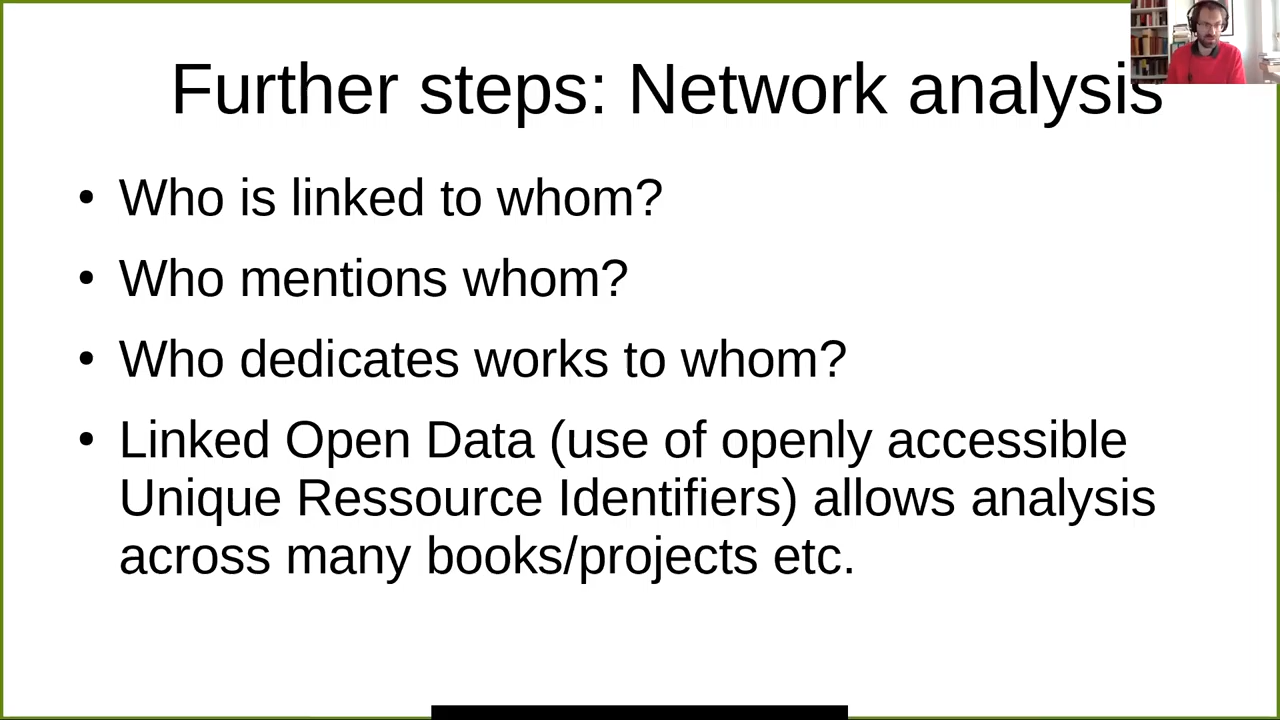 Further steps: Network analysis
• Who is linked to whom?
• Who mentions whom?
• Who dedicates works to whom?
• Linked Open Data (use of openly accessible
Unique Ressource Identifiers) allows analysis
across many books/projects etc.